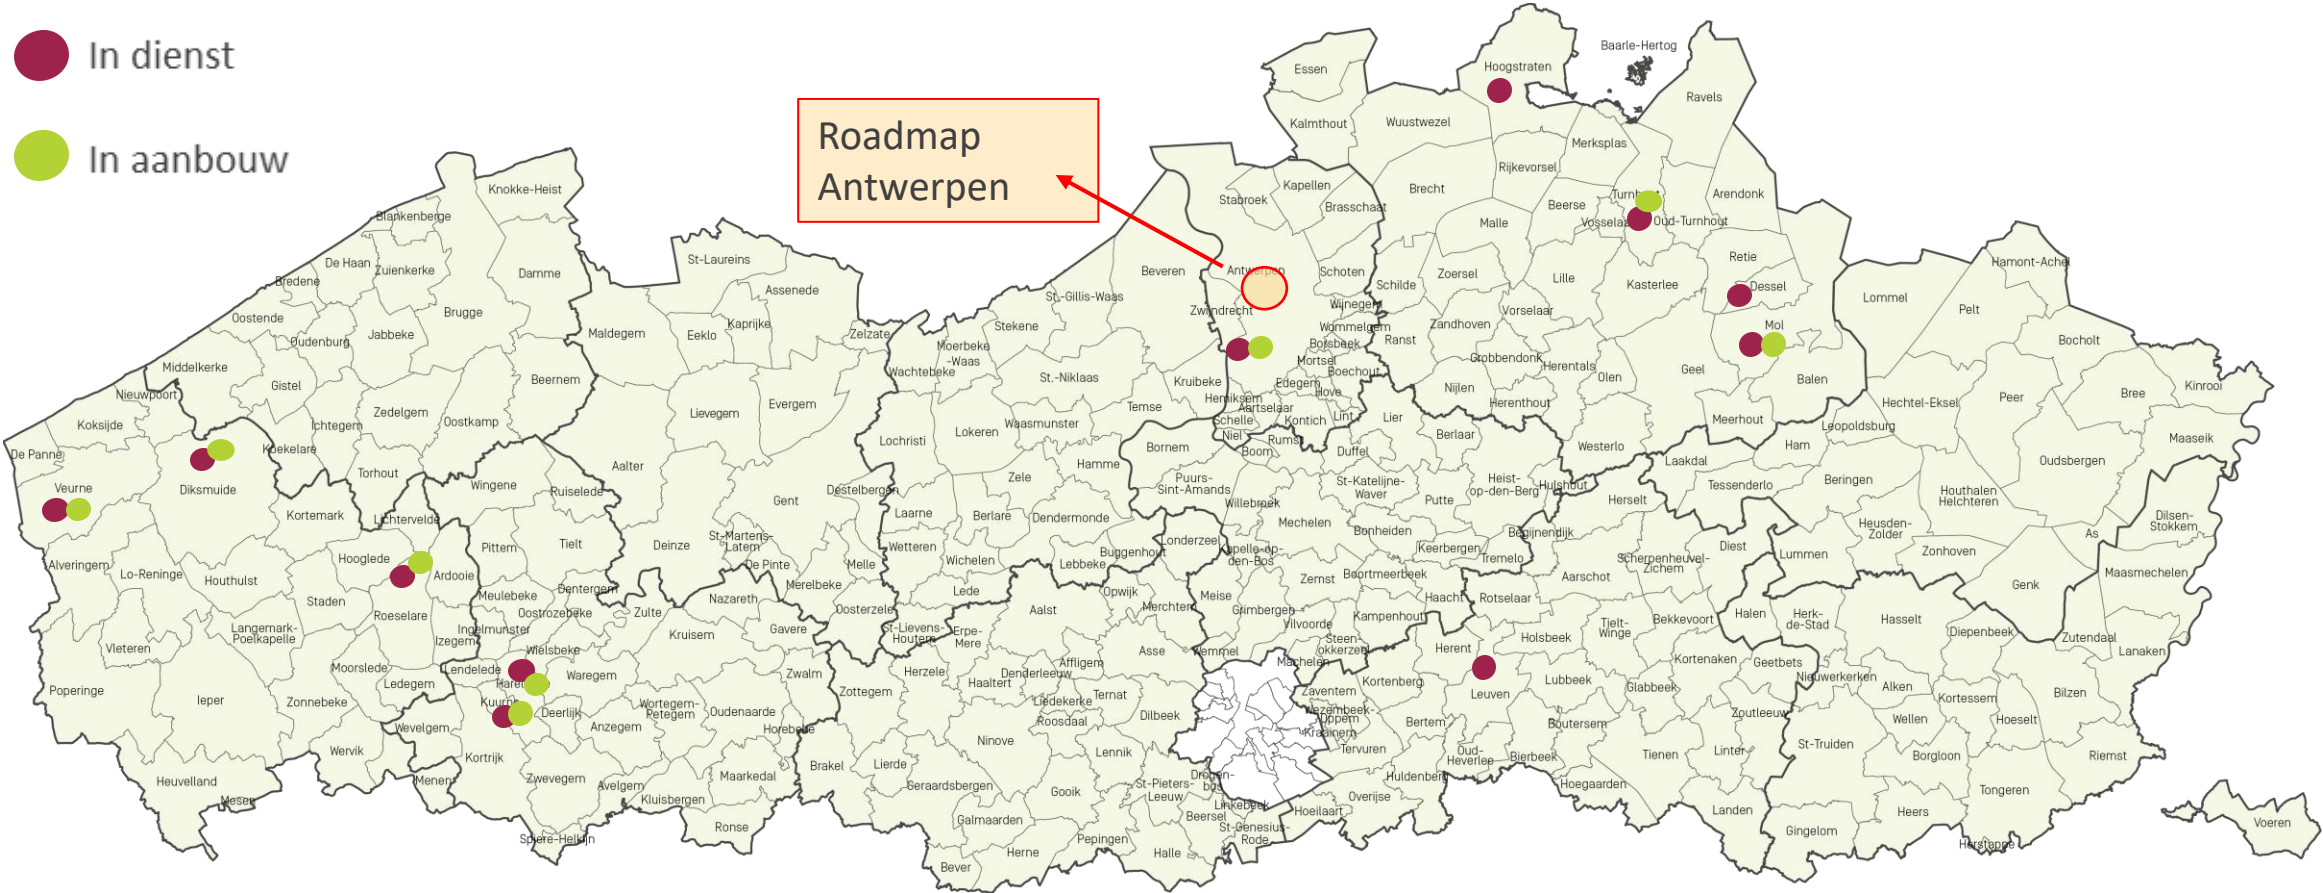 In dienst
In aanbouw
Roadmap
Antwerpen
Baarle-Hertog
Essen
Hoogstraten
Ravels
Kalmthout
Wuustwezel
Merksplas
Rijkevorsel
Knokke-Heist
Kapellen
Brecht
Arendonk
Stabroek
Brasschaat
Beerse
Blankenberge
Malle
Vosselaar
Oud-Turnhout
De Haan
Zuienkerke
Damme
St-Laureins
Beveren
Antwerpen
Schoten
Zoersel
Lille
Retie
Hamont-Achel
Bredene
Assenede
Schilde
Kasterlee
Dessel
Lommel
St.-Gillis-Waas
Oostende
Brugge
Zwijndrecht
Wijnegem
Vorselaar
Pelt
Jabbeke
Maldegem
Eeklo
Kaprijke
Zelzate
Stekene
Wommelgem
Zandhoven
Mol
Oudenburg
Moerbeke
-Waas
Borsbeek
Ranst
Bocholt
Middelkerke
Wachtebeke
Mortsel
Grobbendonk
Herentals
Geel
Gistel
Beernem
St.-Niklaas
Kruibeke
Edegem
Boechout
Olen
Balen
Kinrooi
Nieuwpoort
Hove
Nijlen
Bree
Koksijde
Zedelgem
Lievegem
Evergem
Temse
Hemiksem
Aartselaar
Herenthout
Hechtel-Eksel
Peer
Ichtegem
Oostkamp
Waasmunster
Schelle
Kontich
Lint
Lier
Meerhout
Leopoldsburg
De Panne
Koekelare
Lochristi
Lokeren
Niel
Boom
Berlaar
Westerlo
Ham
Maaseik
Torhout
Aalter
Hamme
Bornem
Duffel
Laakdal
Oudsbergen
Veurne
Diksmuide
Wingene
Ruiselede
Gent
Destelbergen
Zele
Puurs-
Sint-Amands
St-Katelijne-
Waver
Heist-
op-den-Berg
Hulshout
Tessenderlo
Beringen
Houthalen
Helchteren
Kortemark
Lichtervelde
Laarne
Berlare
Dendermonde
Willebroek
Mechelen
Putte
Herselt
Bonheiden
Begijnendijk
Heusden-
Zolder
Dilsen-
Stokkem
Hooglede
Pittem
Tielt
Deinze
St-Martens-
Latem
Wetteren
Wichelen
Buggenhout
Londerzeel
Kapelle-op-
den-Bos
Keerbergen
Tremelo
Scherpenheuvel-
Zichem
Diest
Lummen
Zonhoven
As
Alveringem
Lo-Reninge
Houthulst
Ardooie
De Pinte
Melle
Lebbeke
Zemst
Boortmeerbeek
Aarschot
Genk
Maasmechelen
Staden
Meulebeke
Dentergem
Merelbeke
Lede
Opwijk
Meise
Haacht
Rotselaar
Roeselare
Oostrozebeke
Zulte
Nazareth
Oosterzele
Aalst
Merchtem
Grimbergen
Kampenhout
Bekkevoort
Halen
Herk-
de-Stad
Hasselt
Diepenbeek
Langemark-
Poelkapelle
Izegem
Ingelmunster
Kruisem
Gavere
St-Lievens-
Houtem
Erpe-
Mere
Vilvoorde
Steen-
okkerzeel
Holsbeek
Tielt-
Winge
Zutendaal
Vleteren
Wielsbeke
Asse
Wemmel
Machelen
Herent
Lanaken
Moorslede
Lendelede
Waregem
Zwalm
Herzele
Haaltert
Denderleeuw
Affligem
Kortenberg
Lubbeek
Kortenaken
Geetbets
Nieuwerkerken
Poperinge
Ledegem
Zottegem
Ternat
Zaventem
Leuven
Glabbeek
Alken
Kortessem
Bilzen
Ieper
Zonnebeke
Deerlijk
Wortegem-
Petegem
Oudenaarde
Liedekerke
Roosdaal
Dilbeek
Wezembeek-
Oppem
Kraainem
Bertem
Boutersem
Zoutleeuw
Wellen
Hoeselt
Wevelgem
Anzegem
Horebeke
Ninove
Lennik
Tervuren
Oud-
Heverlee
Bierbeek
Tienen
Linter
St-Truiden
Borgloon
Riemst
Wervik
Kortrijk
Heuvelland
Menen
Zwevegem
Avelgem
Maarkedal
Brakel
Lierde
Geraardsbergen
Gooik
St-Pieters-
Leeuw
Drogen-
bos
Huldenberg
Hoegaarden
Tongeren
Mesen
Kluisbergen
Linkebeek
Beersel
Hoeilaart
Overijse
Landen
Heers
Ronse
Galmaarden
St-Genesius-
Rode
Gingelom
Voeren
Spiere-Helkijn
Pepingen
Herne
Halle
Bever
Herstappe